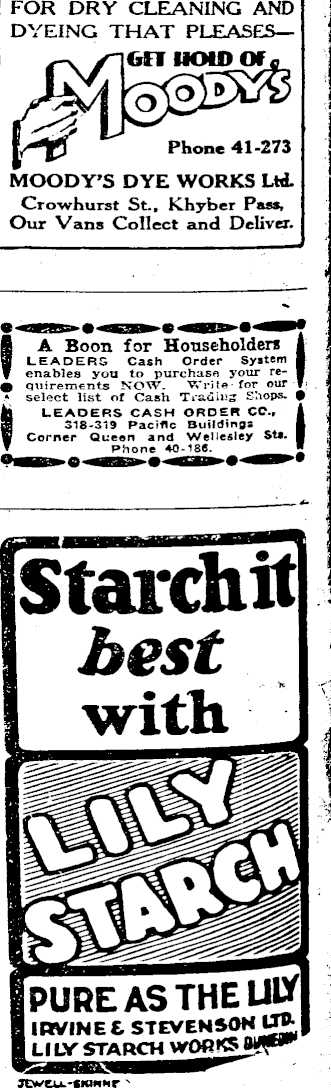 FOR DRY CLEANING AND
DYEING THAT PLEASES—
GET HOLD OF
MOODY'S
Phone 41-273
MOODY'S DYE WORKS Ltd.
Crowhurst St., Khyber Pass,
Our Vans Collect and Deliver.
A Boon for Householders
LEADERS Cash Order System
enables you to purchase your re-
quirements NOW. Write for our
select list of Cash Trading Shops.
LEADERS CASH ORDER CO.,
318-319 Pacific Buildings
Corner Queen and Wellesley Sts.
Phone 40-186.
Starch it
best
with
LILY
STARCH
PURE AS THE LILY
IRVINE & STEVENSON LTD.
LILY STARCH WORKS DUNEDIN
JEWELL-SKINNE